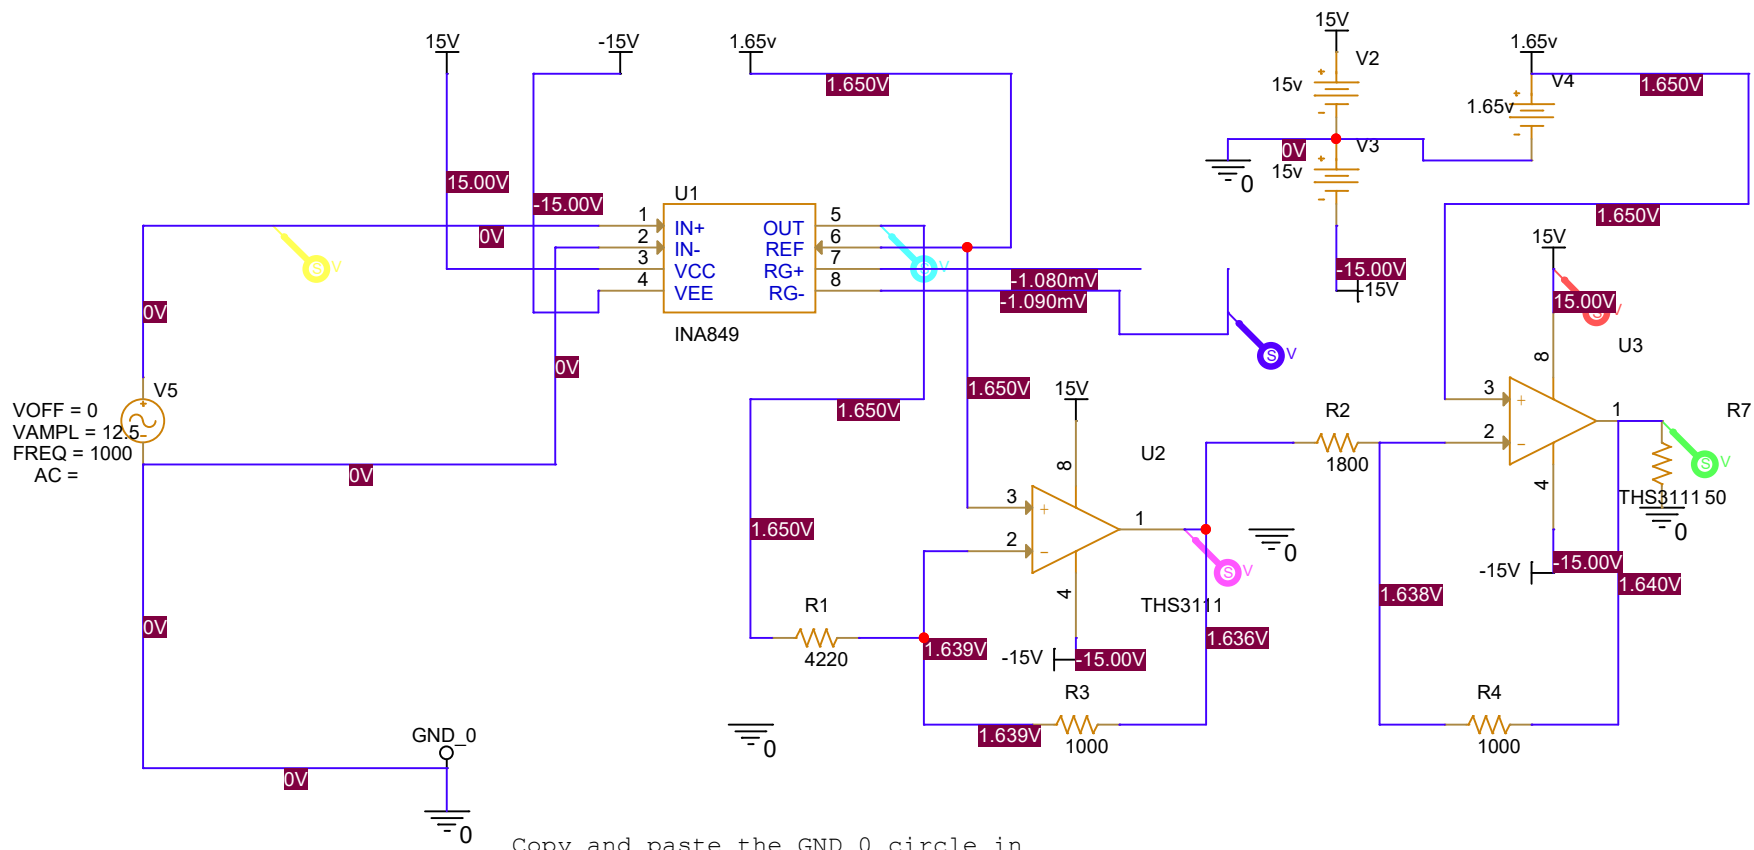 15V
-15V
1.65v
15V
1.65v
1.650V
15v
V2
V4
1.650V
1.65v
0V
V3
15v
0
15.00V
-15.00V
U1
1.650V
0V
1 IN+ OUT 5
2 IN- REF 6
3 VCC RG+ 7
4 VEE RG- 8
INA849
S V
S V
-1.080mV
-1.090mV
-15.00V
15V
15V
15.00V
S V
0V
S V
U3
8
0V
V5
VOFF = 0
VAMPL = 12.5
FREQ = 1000
AC =
1.650V
1.650V
15V
3
+
2
-
1
4
R7
S V
THS3111
50
0
R2
1800
U2
8
3
+
2
-
1
4
0V
1.650V
0
S V
THS3111
-15V
-15.00V
1.638V
1.640V
0V
R1
4220
1.639V
-15V
-15.00V
1.636V
R3
1.639V
1000
R4
1000
0
GND_0
0V
0
Copy and paste the GND_0 circle in